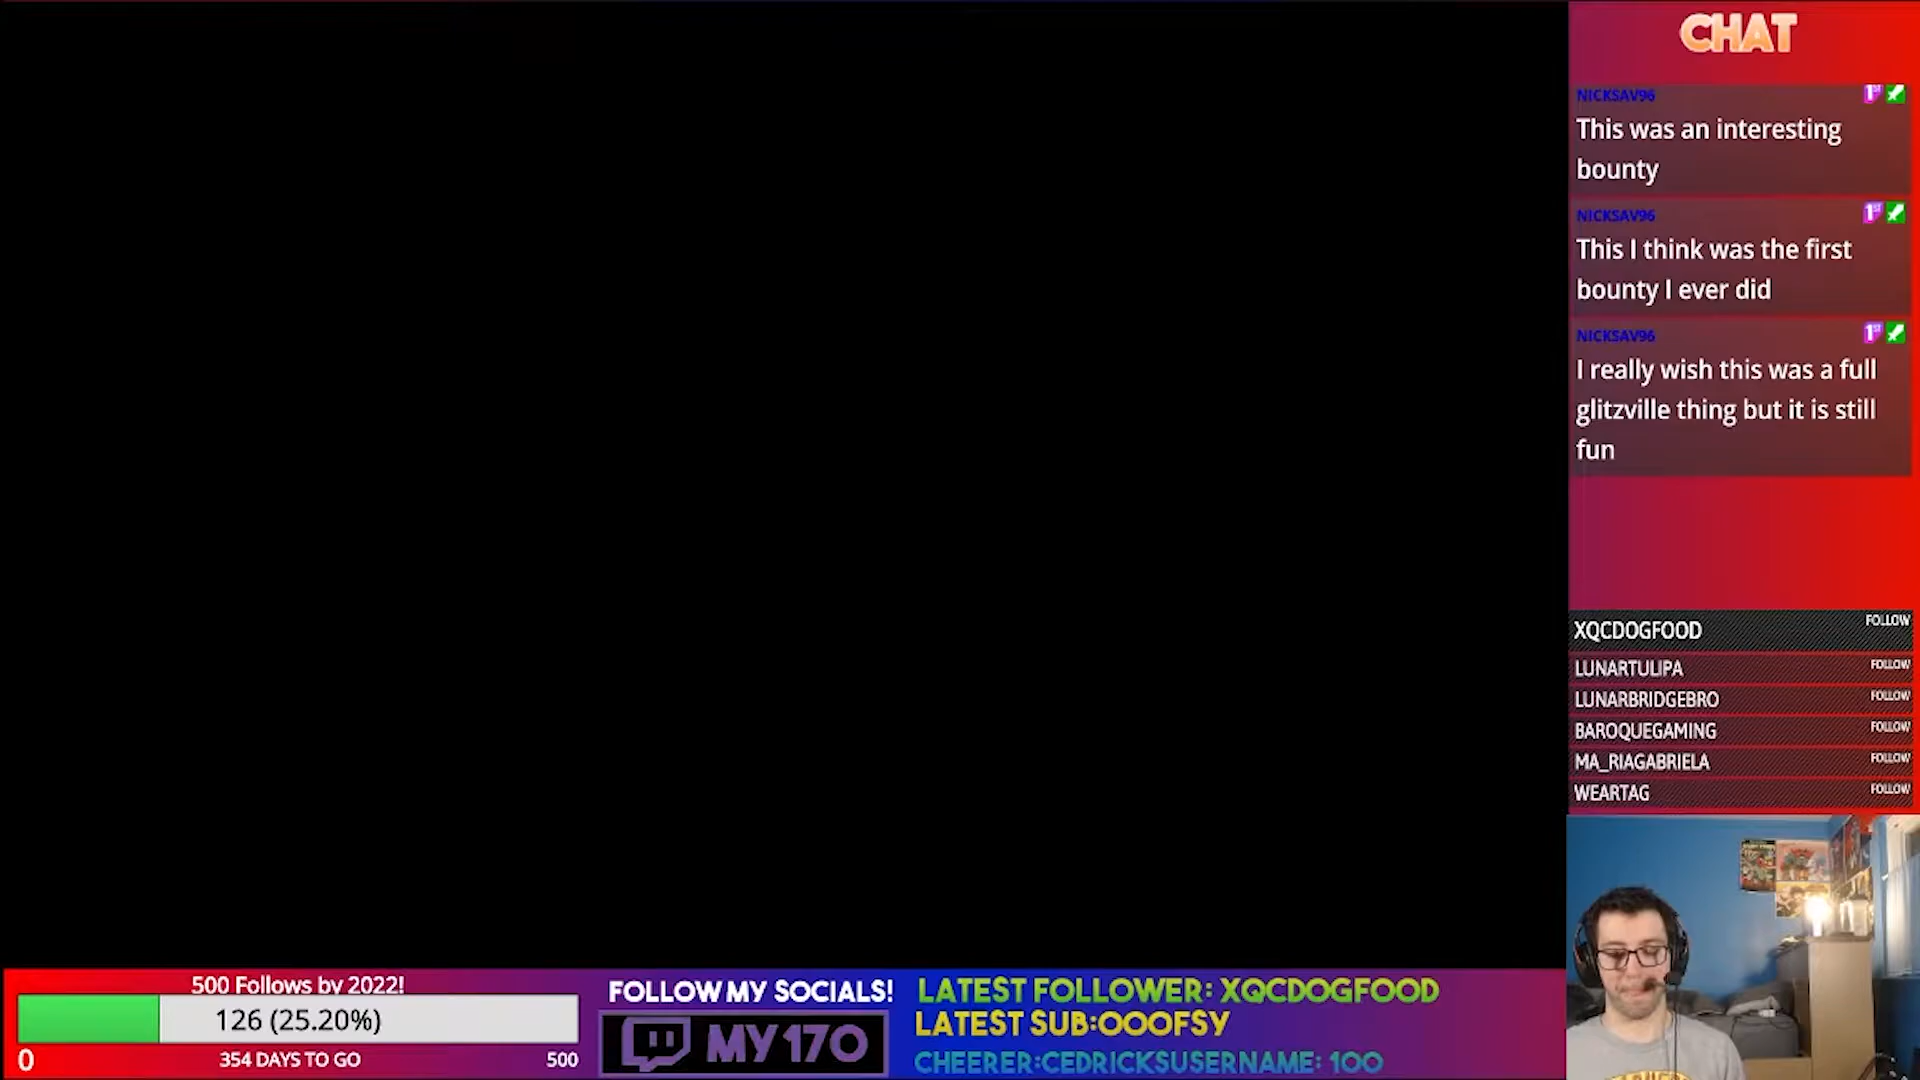 CHAT
NICKSAV96
This was an interesting
bounty
NICKSAV96
This I think was the first
bounty I ever did
NICKSAV96
I really wish this was a full
glitzville thing but it is still
fun
XQCDOGFOOD FOLLOW
LUNARTULIPA FOLLOW
LUNARBRIDGEBRO FOLLOW
BAROQUEGAMING FOLLOW
MA_RIAGABRIELA FOLLOW
WEARTAG FOLLOW
500 Follows by 2022!
126 (25.20%)
0 354 DAYS TO GO 500
FOLLOW MY SOCIALS!
MY170
LATEST FOLLOWER: XQCDOGFOOD
LATEST SUB:OOOFSY
CHEERER:CEDRICKSUSERNAME: 100